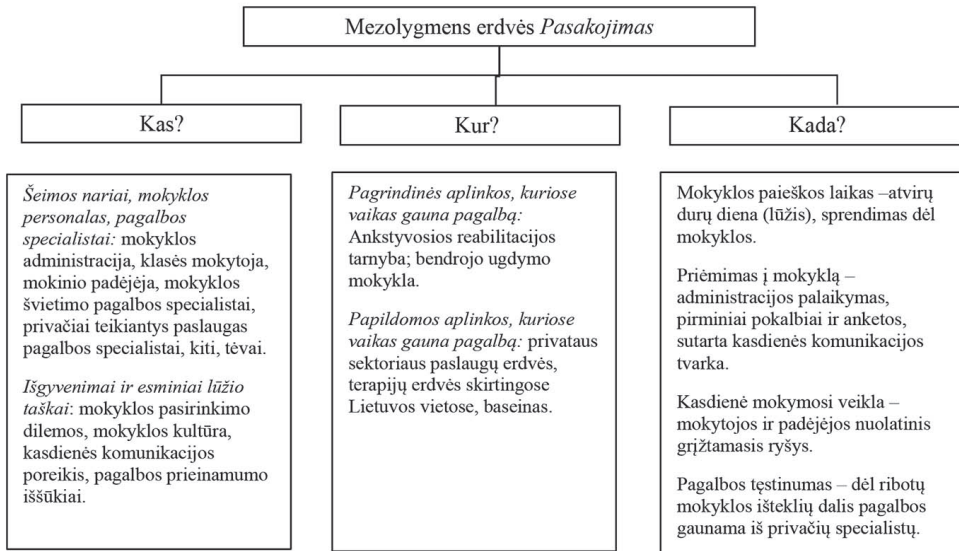 Mezolygmens erdvės Pasakojimas
Kas?
Kur?
Kada?
Šeimos nariai, mokyklos
personalas, pagalbos
specialistai: mokyklos
administracija, klasės mokytoja,
mokinio padėjėja, mokyklos
švietimo pagalbos specialistai,
privačiai teikiantys paslaugas
pagalbos specialistai, kiti, tėvai.
Išgyvenimai ir esminiai lūžio
taškai: mokyklos pasirinkimo
dilemos, mokyklos kultūra,
kasdienės komunikacijos
poreikis, pagalbos prieinamumo
iššūkiai.
Pagrindinės aplinkos, kuriose
vaikas gauna pagalbą:
Ankstyvosios reabilitacijos
tarnyba; bendrojo ugdymo
mokykla.
Papildomos aplinkos, kuriose
vaikas gauna pagalbą: privataus
sektoriaus paslaugų erdvės,
terapijų erdvės skirtingose
Lietuvos vietose, baseinas.
Mokyklos paieškos laikas –atvirų
durų diena (lūžis), sprendimas dėl
mokyklos.
Priėmimas į mokyklą –
administracijos palaikymas,
pirminiai pokalbiai ir anketos,
sutarta kasdienės komunikacijos
tvarka.
Kasdienė mokymosi veikla –
mokytojos ir padėjėjos nuolatinis
grįžtamasis ryšys.
Pagalbos tęstinumas – dėl ribotų
mokyklos išteklių dalis pagalbos
gaunama iš privačių specialistų.